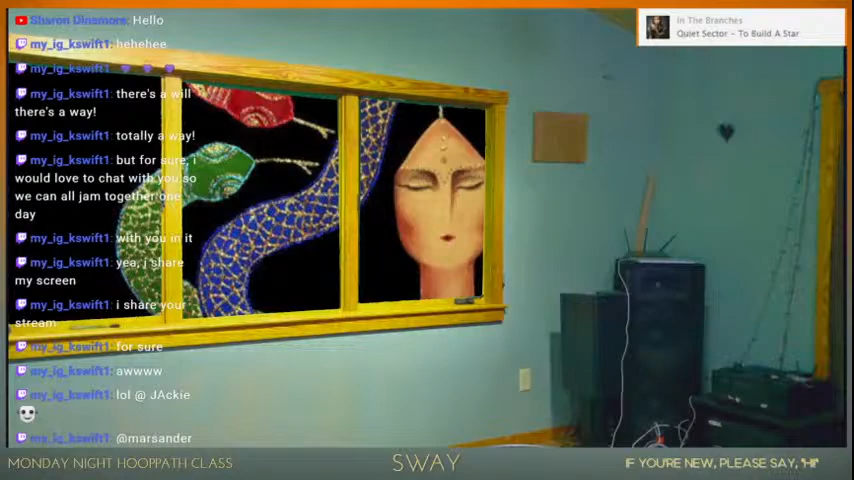 Sharon Dinsmore: Hello
my_ig_kswift1: hehehee
my_ig_kswift1:
my_ig_kswift1: there's a will
there's a way!
my_ig_kswift1: totally a way!
my_ig_kswift1: but for sure, i
would love to chat with you so
we can all jam together one
day
my_ig_kswift1: with you in it
my_ig_kswift1: yea, i share
my screen
my_ig_kswift1: i share your
stream
my_ig_kswift1: for sure
my_ig_kswift1: awwww
my_ig_kswift1: lol @ JAckie
my_ig_kswift1: @marsander
In The Branches
Quiet Sector - To Build A Star
MONDAY NIGHT HOOPPATH CLASS
SWAY
IF YOU'RE NEW, PLEASE SAY, "HI"